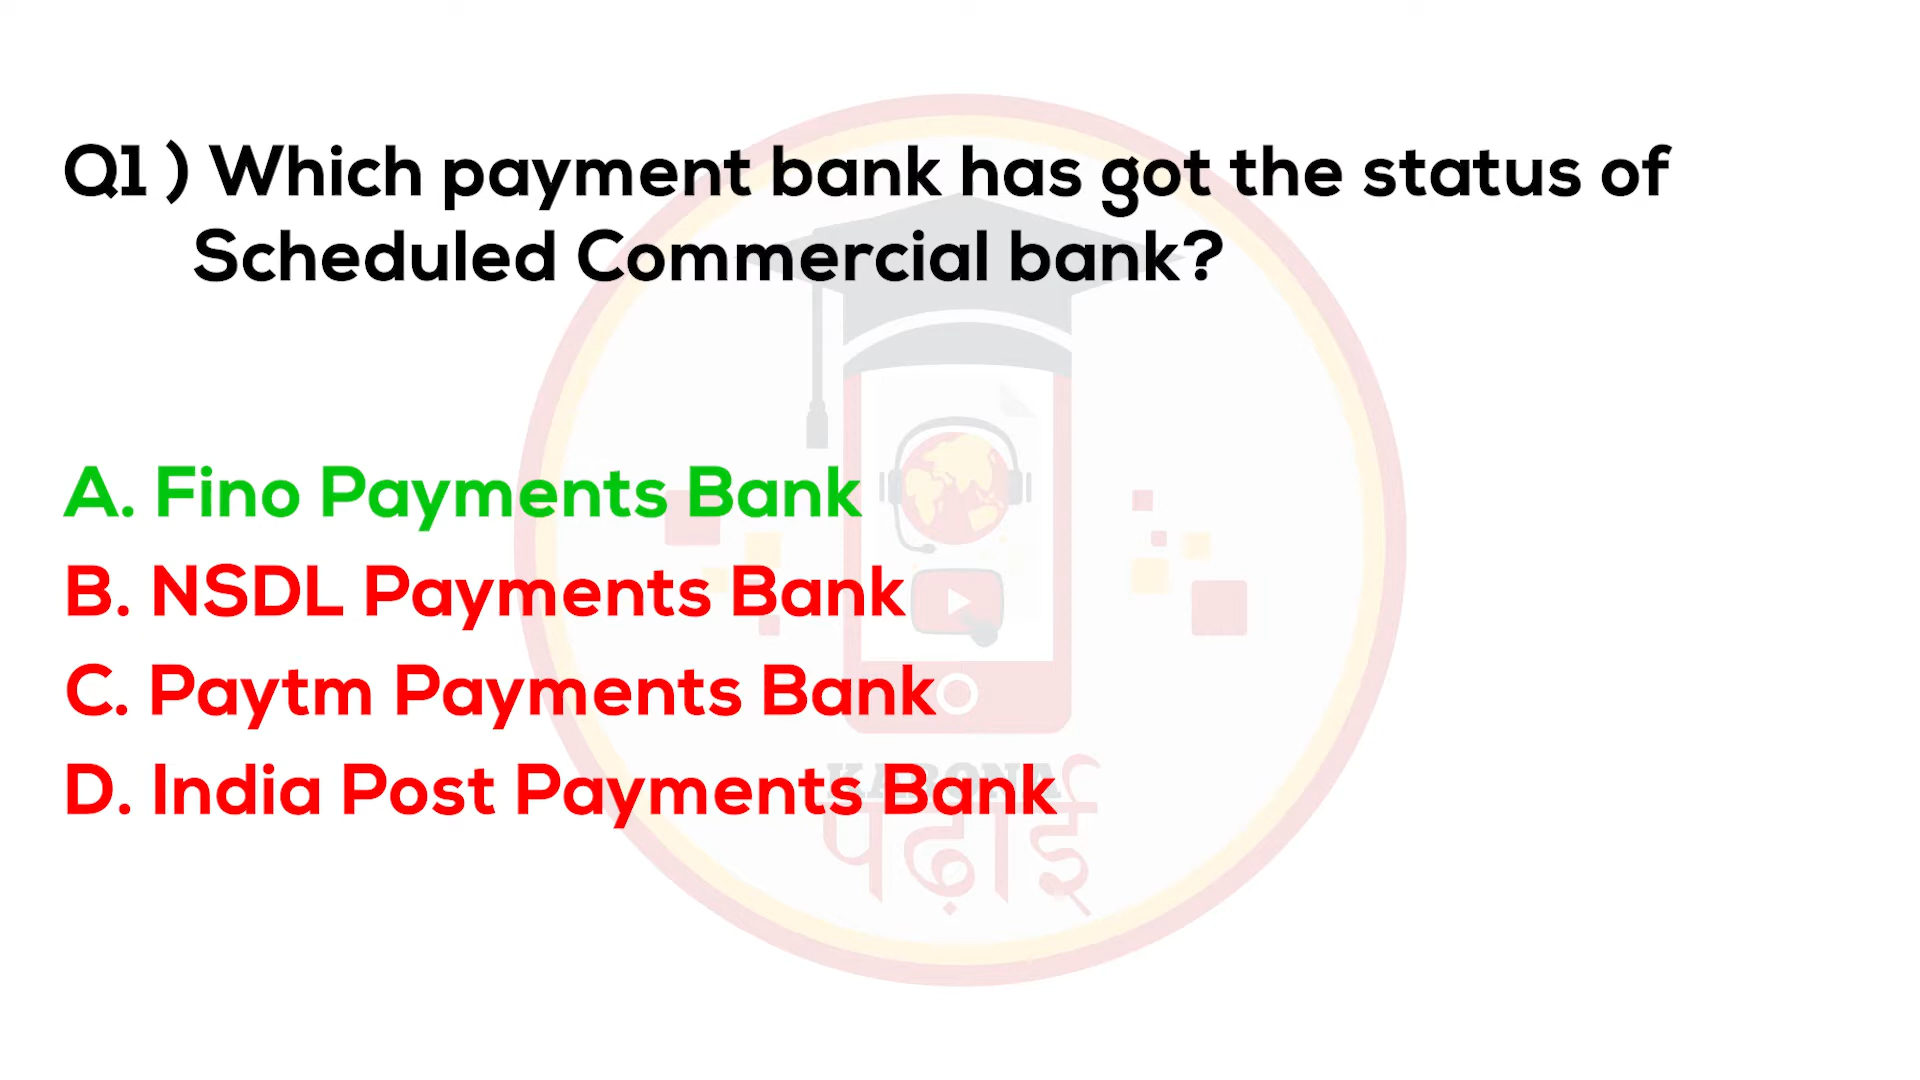 Q1 ) Which payment bank has got the status of
Scheduled Commercial bank?
A. Fino Payments Bank
B. NSDL Payments Bank
C. Paytm Payments Bank
D. India Post Payments Bank
KARONA
पढ़ाई